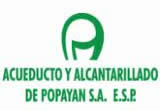 ACUEDUCTO Y ALCANTARILLADO
DE POPAYAN S.A. E.S.P.